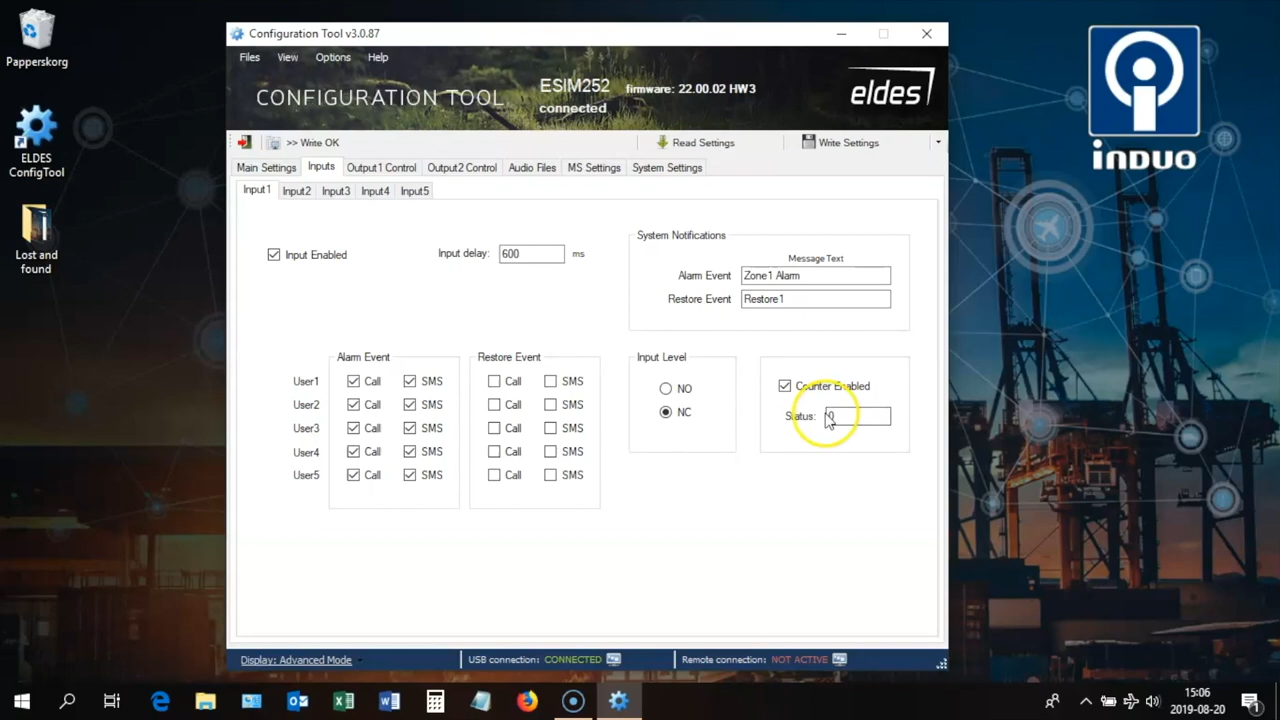 Papperskorg
ELDES
ConfigTool
Lost and
found
Configuration Tool v3.0.87
Files View Options Help
CONFIGURATION TOOL
ESIM252
connected
firmware: 22.00.02 HW3
eldes
>> Write OK
Read Settings
Write Settings
Main Settings Inputs Output1 Control Output2 Control Audio Files MS Settings System Settings
Input1 Input2 Input3 Input4 Input5
Input Enabled
Input delay: 600 ms
System Notifications
Message Text
Alarm Event Zone1 Alarm
Restore Event Restore1
Alarm Event
Restore Event
User1 Call SMS Call SMS
User2 Call SMS Call SMS
User3 Call SMS Call SMS
User4 Call SMS Call SMS
User5 Call SMS Call SMS
Input Level
NO
NC
Counter Enabled
Status: 0
Display: Advanced Mode
USB connection: CONNECTED
Remote connection: NOT ACTIVE
INDUO
15:06
2019-08-20
1